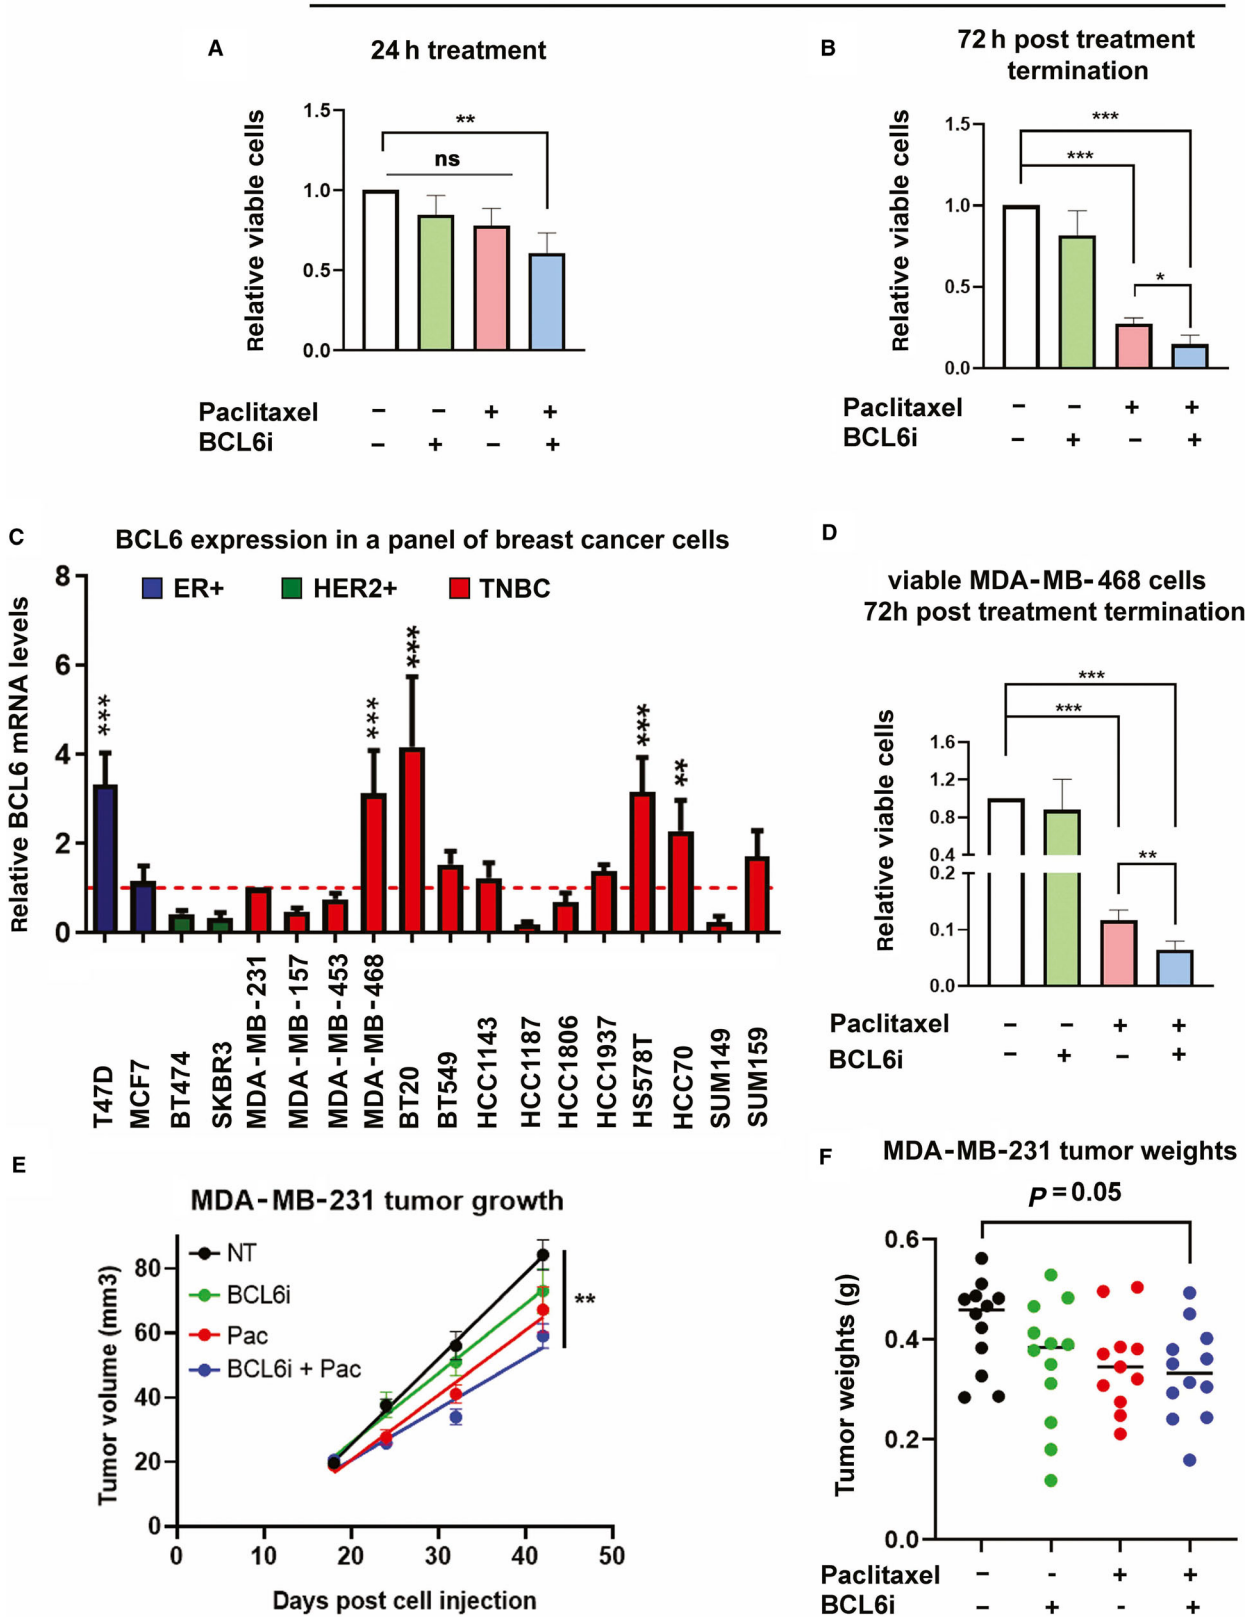 A
24 h treatment
Relative viable cells
1.5
1.0
0.5
0.0
**
ns
Paclitaxel − − + +
BCL6i − + − +
B
72 h post treatment
termination
Relative viable cells
1.5
1.0
0.5
0.0
***
***
*
Paclitaxel − − + +
BCL6i − + − +
C
BCL6 expression in a panel of breast cancer cells
ER+ HER2+ TNBC
Relative BCL6 mRNA levels
8
6
4
2
0
*** *** *** *** **
T47D
MCF7
BT474
SKBR3
MDA-MB-231
MDA-MB-157
MDA-MB-453
MDA-MB-468
BT20
BT549
HCC1143
HCC1187
HCC1806
HCC1937
HS578T
HCC70
SUM149
SUM159
D
viable MDA-MB-468 cells
72h post treatment termination
Relative viable cells
1.6
1.2
0.8
0.4
0.2
0.1
0.0
***
***
**
Paclitaxel − − + +
BCL6i − + − +
E
MDA-MB-231 tumor growth
Tumor volume (mm3)
80
60
40
20
0
NT
BCL6i
Pac
BCL6i + Pac
**
0 10 20 30 40 50
Days post cell injection
F
MDA-MB-231 tumor weights
P = 0.05
Tumor weights (g)
0.6
0.4
0.2
0.0
Paclitaxel − - + +
BCL6i − + - +